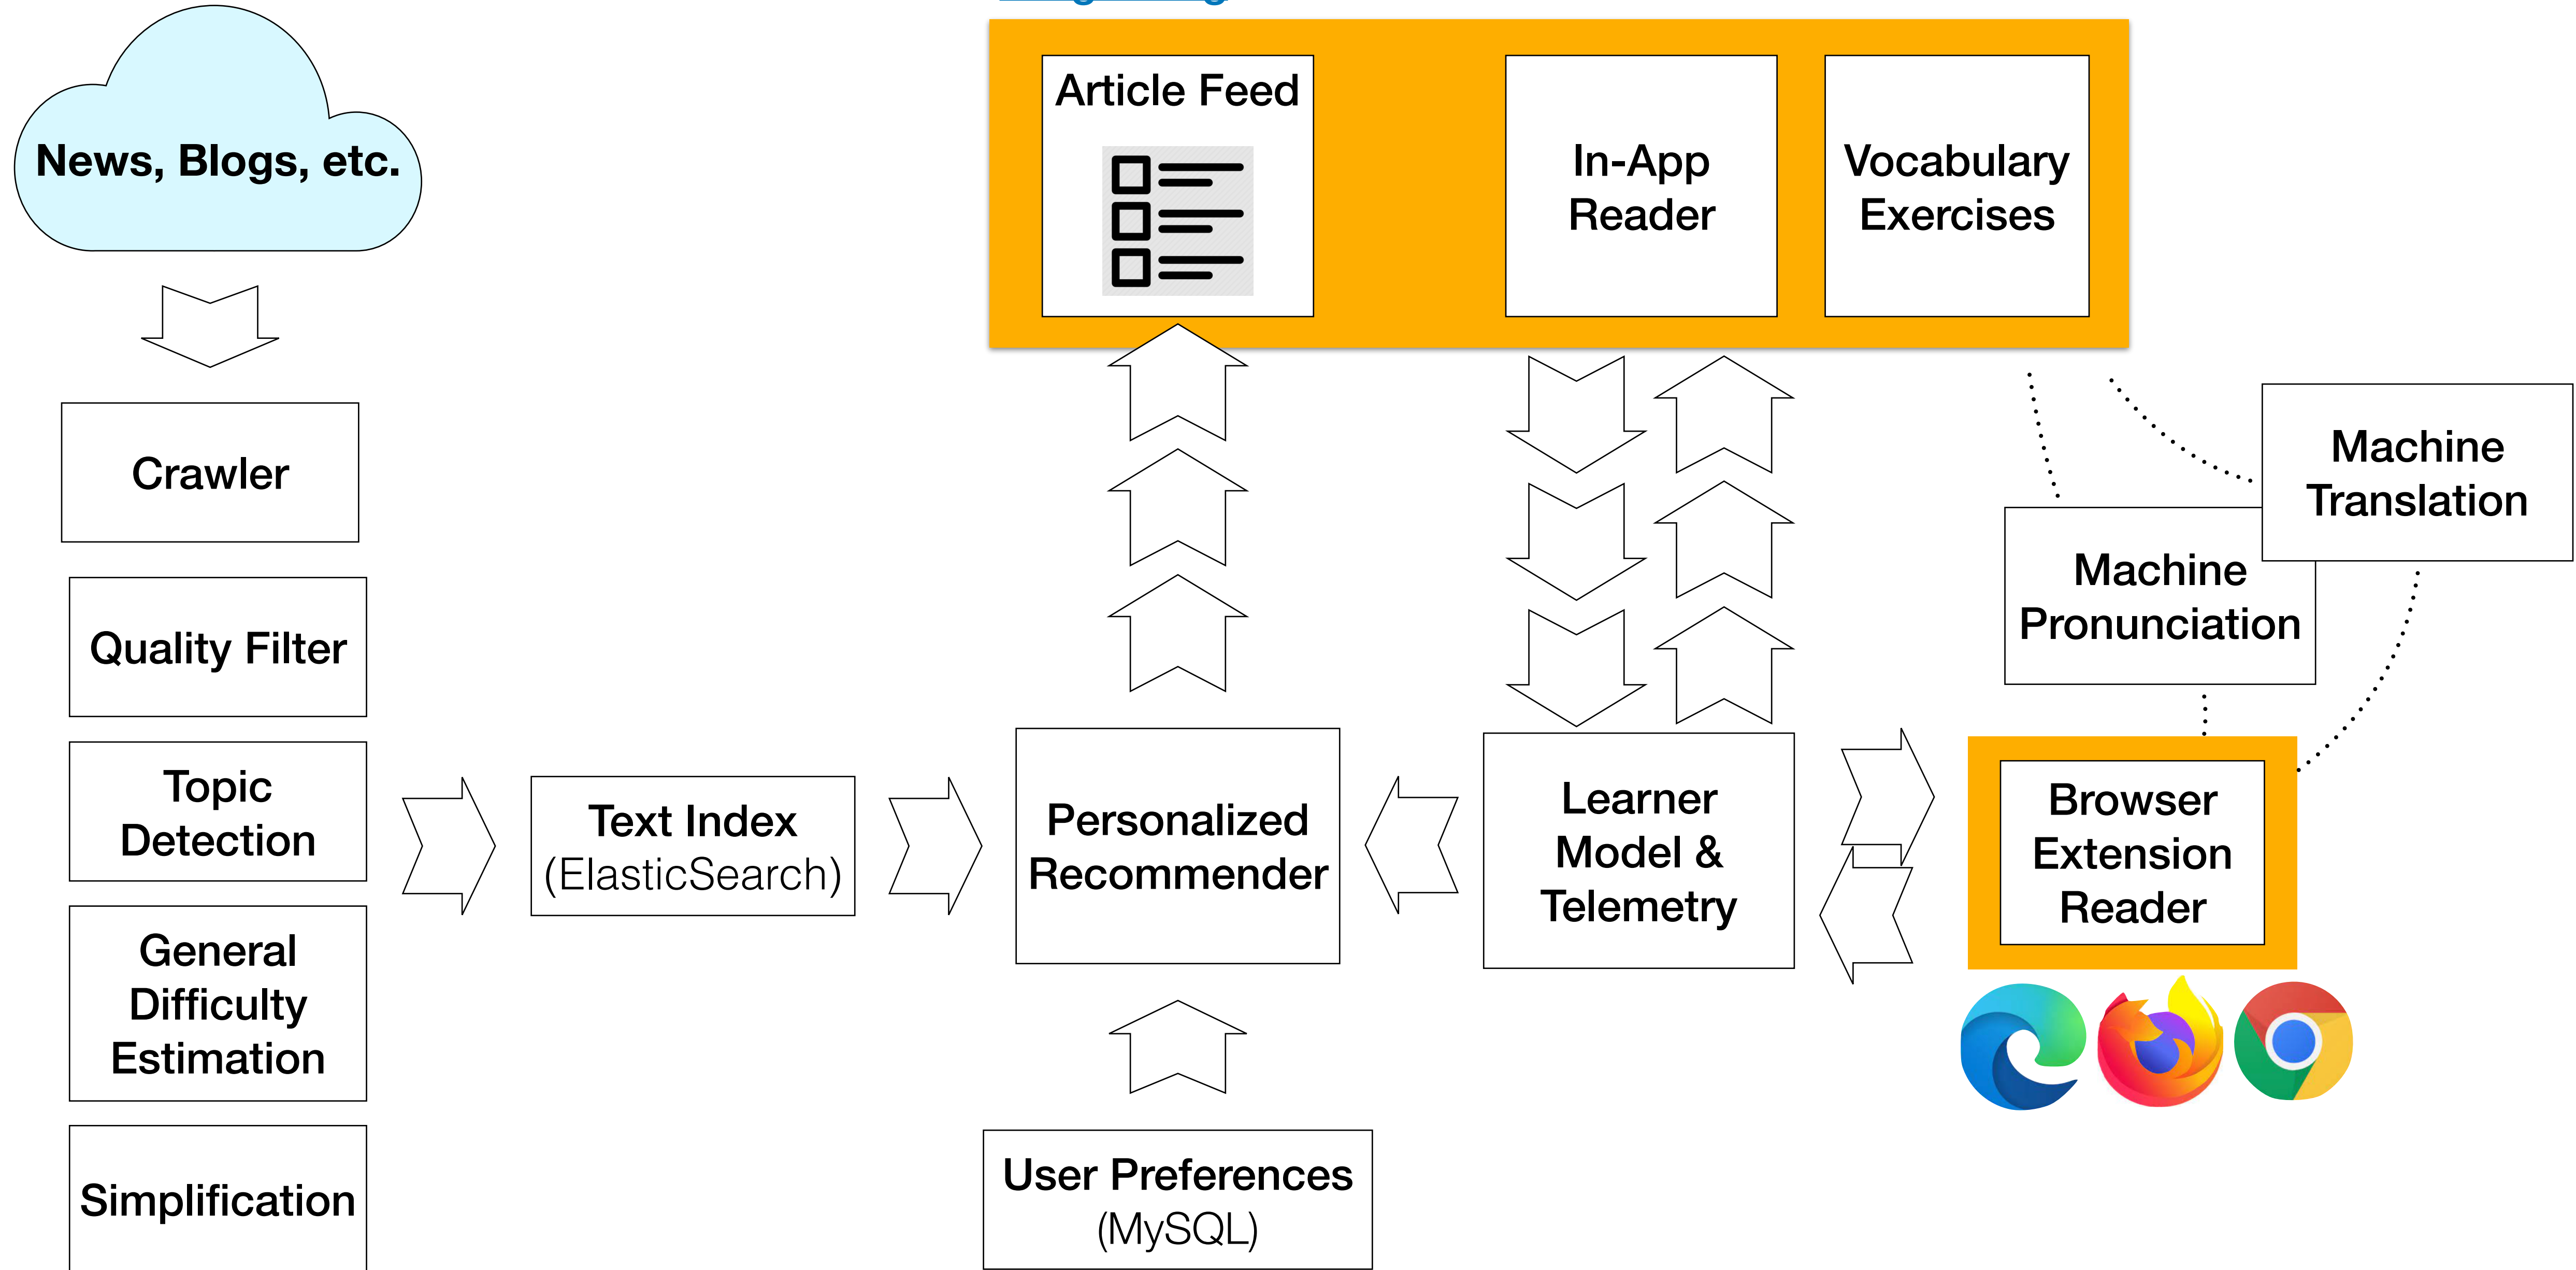 News, Blogs, etc.
Crawler
Quality Filter
Topic
Detection
General
Difficulty
Estimation
Simplification
Text Index
(ElasticSearch)
Article Feed
In-App
Reader
Vocabulary
Exercises
Personalized
Recommender
User Preferences
(MySQL)
Learner
Model &
Telemetry
Machine
Translation
Machine
Pronunciation
Browser
Extension
Reader